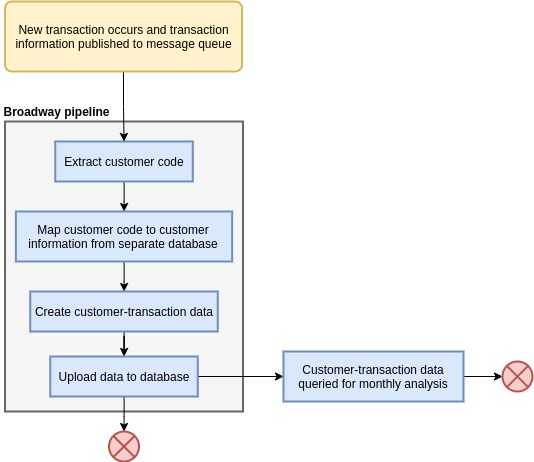 New transaction occurs and transaction
information published to message queue
Broadway pipeline
Extract customer code
Map customer code to customer
information from separate database
Create customer-transaction data
Upload data to database
Customer-transaction data
queried for monthly analysis